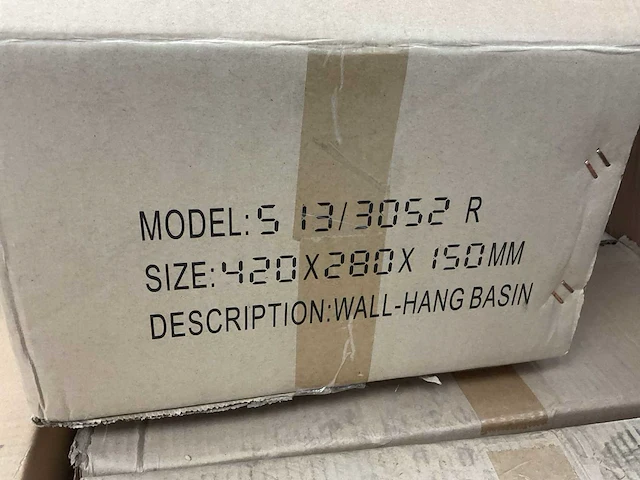 MODEL: S 13/3052 R
SIZE: 420X280X 150MM
DESCRIPTION:WALL-HANG BASIN